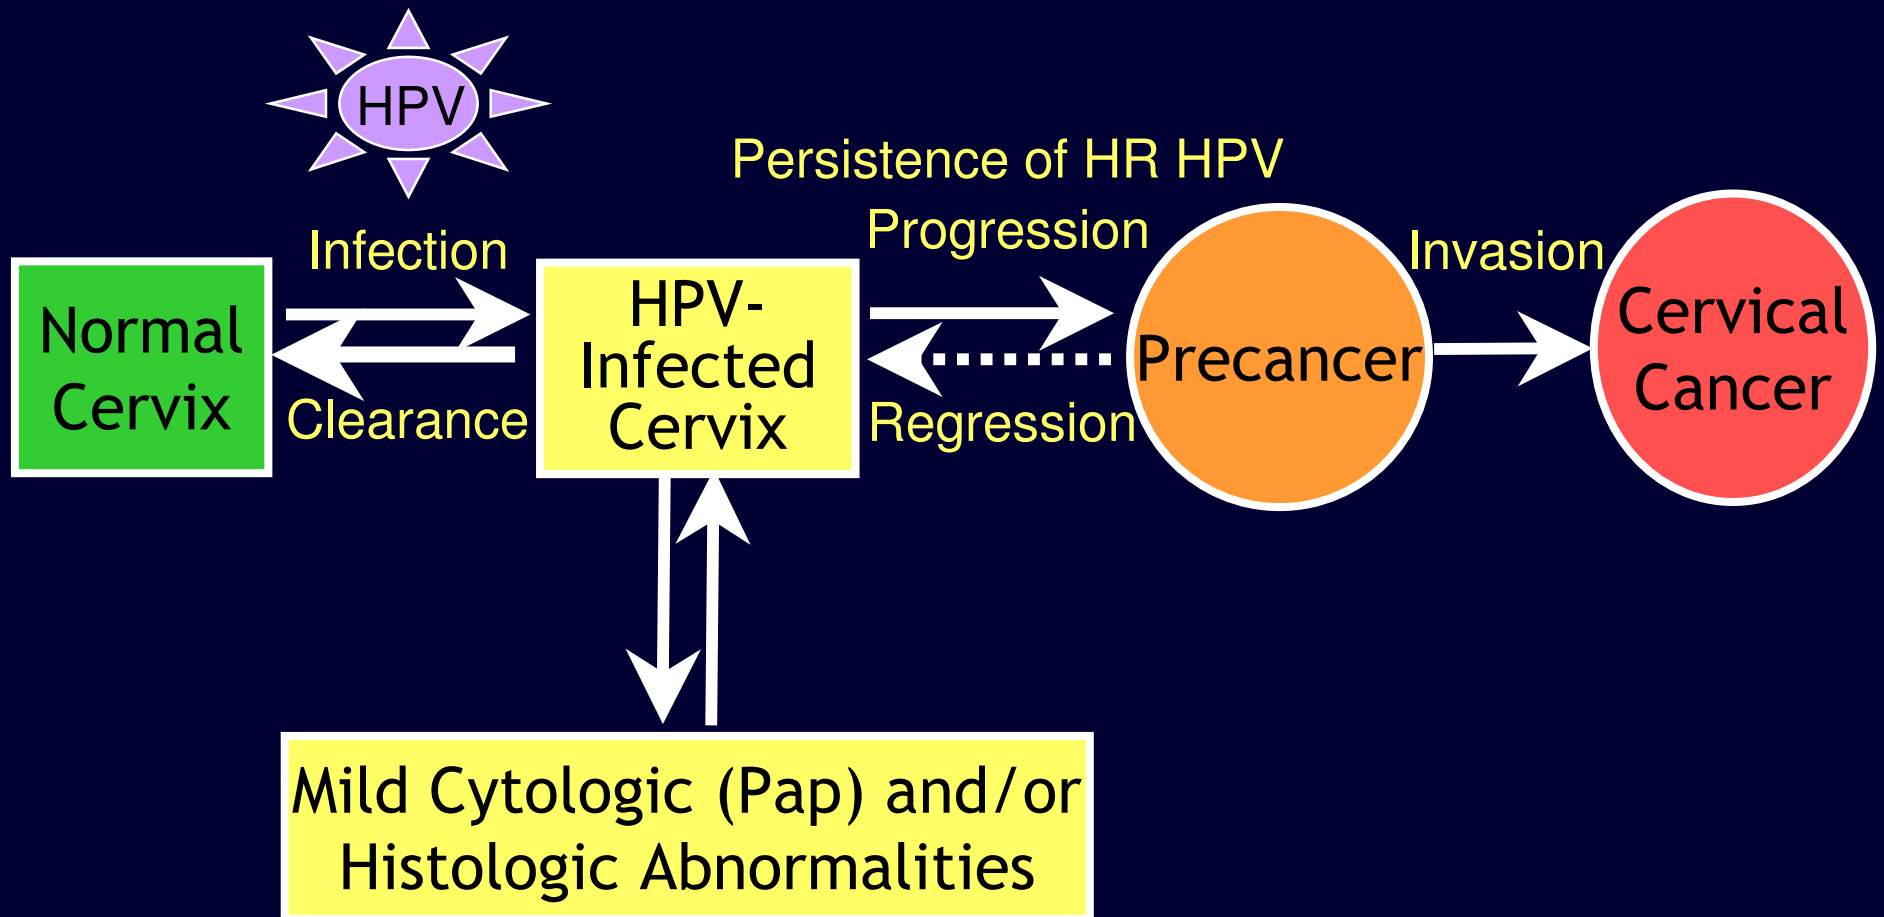 HPV
Persistence of HR HPV
Infection
Progression
Invasion
Normal
Cervix
HPV-
Infected
Cervix
Precancer
Cervical
Cancer
Clearance
Regression
Mild Cytologic (Pap) and/or
Histologic Abnormalities